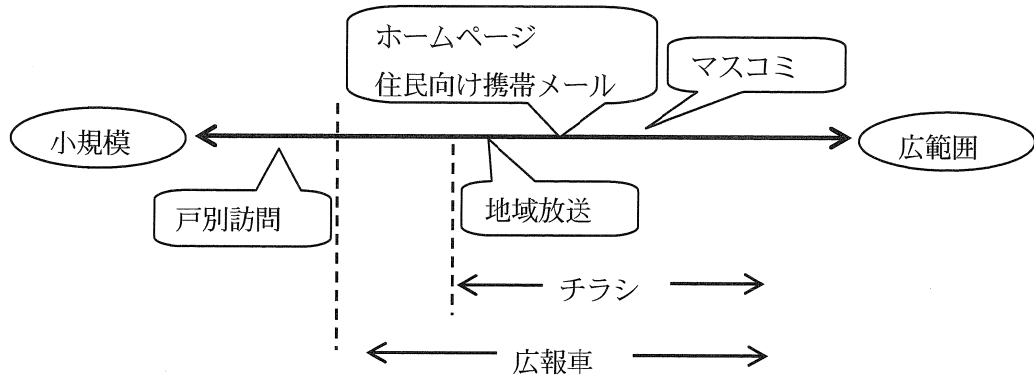 ホームページ
住民向け携帯メール
マスコミ
小規模
広範囲
戸別訪問
地域放送
チラシ
広報車